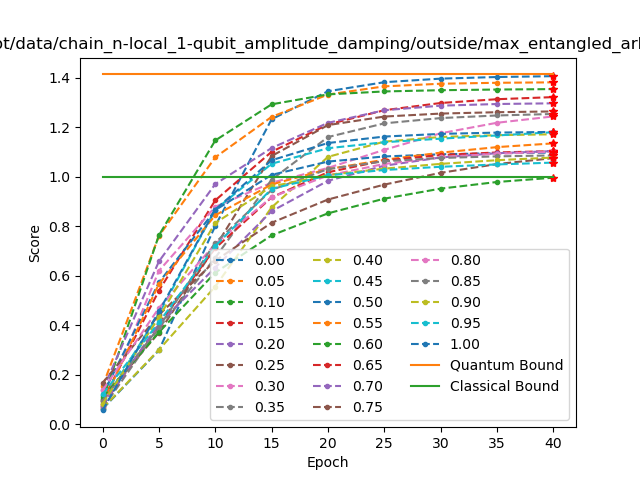 ot/data/chain_n-local_1-qubit_amplitude_damping/outside/max_entangled_arl
Score
1.4
1.2
1.0
0.8
0.6
0.4
0.2
0.0
0.00 0.40 0.80
0.05 0.45 0.85
0.10 0.50 0.90
0.15 0.55 0.95
0.20 0.60 1.00
0.25 0.65 Quantum Bound
0.30 0.70 Classical Bound
0.35 0.75
0 5 10 15 20 25 30 35 40
Epoch